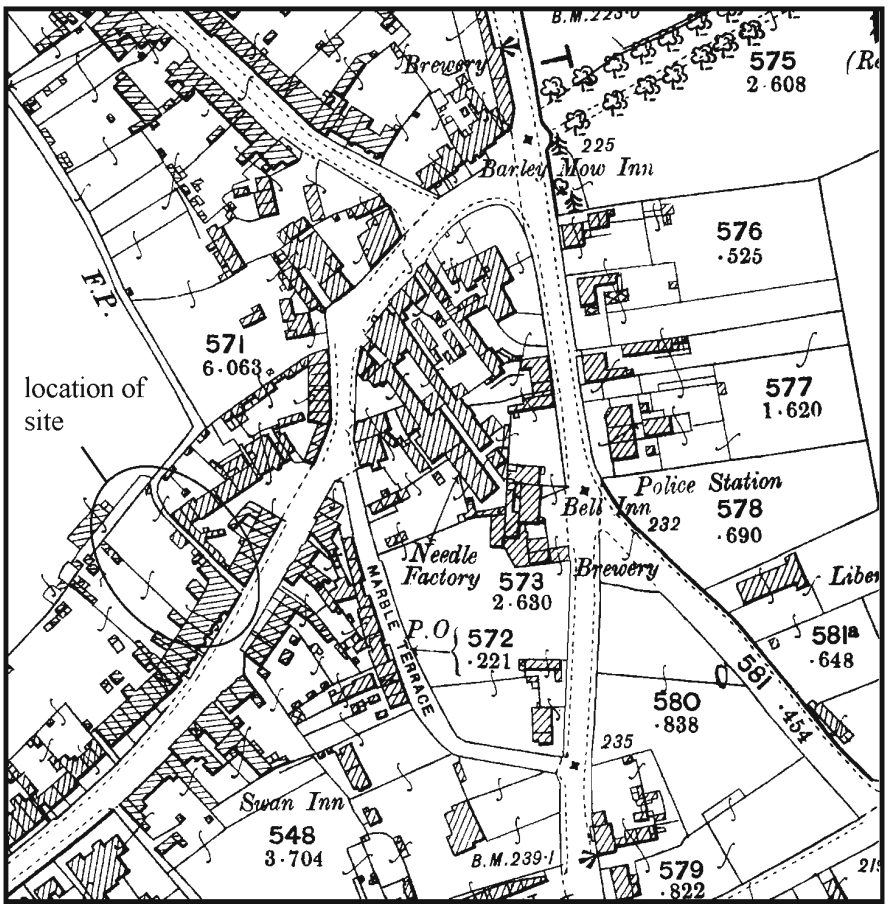 B.M. 223·0
Brewery
575
2·608
(Re
225
Barley Mow Inn
576
·525
F.P.
571
6·063
577
1·620
location of
site
Police Station
578
·690
Bell Inn
232
Needle
Factory
573
2·630
Brewery
Liber
MARBLE TERRACE
P.O
572
·221
581a
·648
581
·454
580
·838
235
Swan Inn
548
3·704
B.M. 239·1
579
·822
219